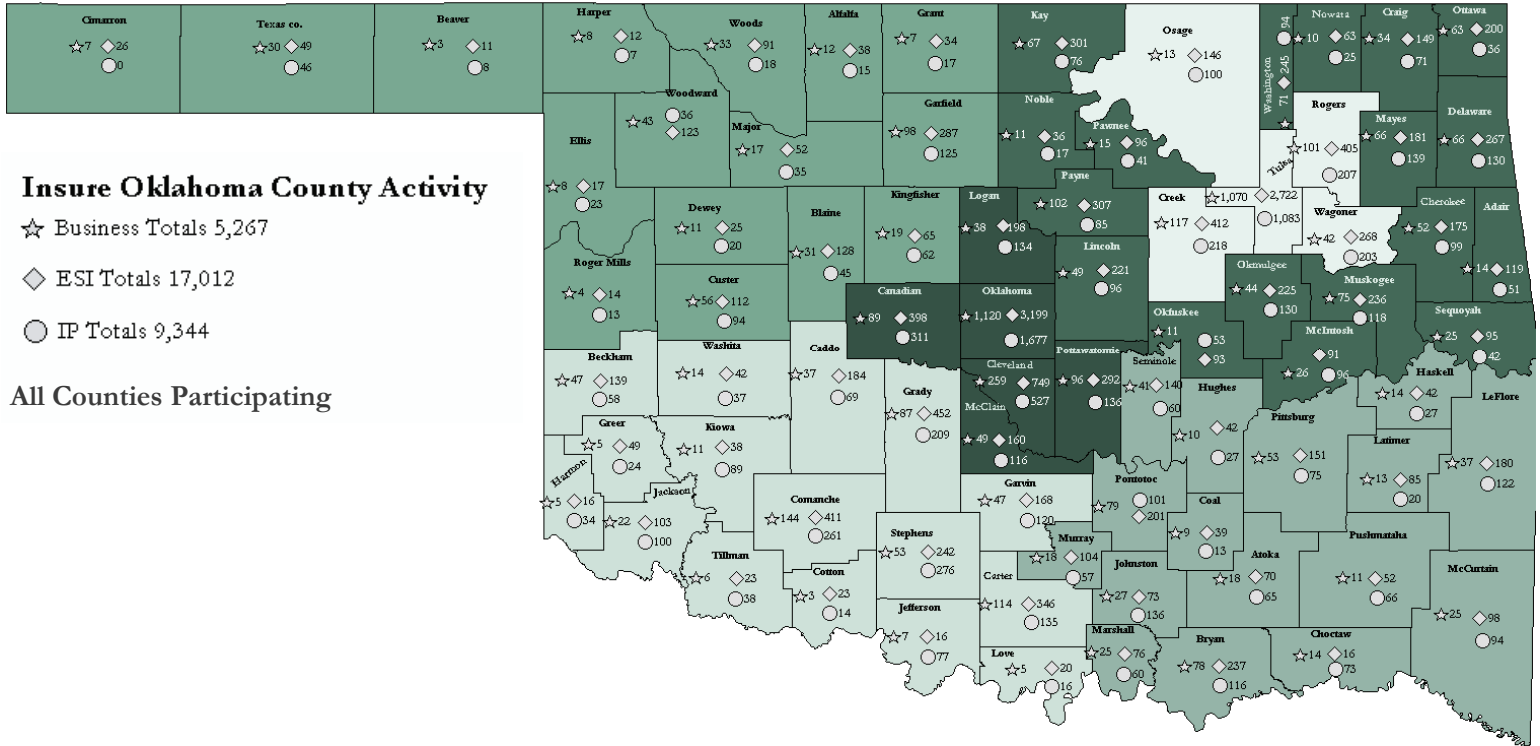 Cimarron
7 26
0
Texas co.
30 49
46
Beaver
3 11
8
Harper
8 12
7
Woods
33 91
18
Alfalfa
12 38
15
Grant
7 34
17
Kay
67 301
76
Osage
13 146
100
Washington
71 245 94
Nowata
10 63
25
Craig
34 149
71
Ottawa
63 200
36
Woodward
36
43 123
Ellis
8 17
23
Major
17 52
35
Garfield
98 287
125
Noble
11 36
17
Pawnee
15 96
41
Rogers
101 405
207
Mayes
66 181
139
Delaware
66 267
130
Insure Oklahoma County Activity
Business Totals 5,267
ESI Totals 17,012
IP Totals 9,344
All Counties Participating
Dewey
11 25
20
Blaine
31 128
45
Kingfisher
19 65
62
Logan
38 198
134
Payne
102 307
85
Creek
117 412
218
Tulsa
1,070 2,722
1,083
Wagoner
42 268
203
Cherokee
52 175
99
Adair
14 119
51
Roger Mills
4 14
13
Custer
56 112
94
Canadian
89 398
311
Oklahoma
1,120 3,199
1,677
Lincoln
49 221
96
Okmulgee
44 225
130
Muskogee
75 236
118
Sequoyah
25 95
42
Okfuskee
11 53
93
McIntosh
91
26 96
Beckham
47 139
58
Washita
14 42
37
Caddo
37 184
69
Grady
87 452
209
Cleveland
259 749
527
McClain
49 160
116
Pottawatomie
96 292
136
Seminole
41 140
60
Hughes
10 42
27
Pittsburg
53 151
75
Haskell
14 42
27
LeFlore
37 180
122
Latimer
13 85
20
Greer
5 49
24
Kiowa
11 38
89
Harmon
5 16
34
Jackson
22 103
100
Comanche
144 411
261
Tillman
6 23
38
Cotton
3 23
14
Stephens
53 242
276
Garvin
47 168
120
Murray
18 104
57
Pontotoc
101
79 201
Coal
9 39
13
Carter
114 346
135
Johnston
27 73
136
Atoka
18 70
65
Pushmataha
11 52
66
McCurtain
25 98
94
Jefferson
7 16
77
Love
5 20
16
Marshall
25 76
60
Bryan
78 237
116
Choctaw
14 16
73